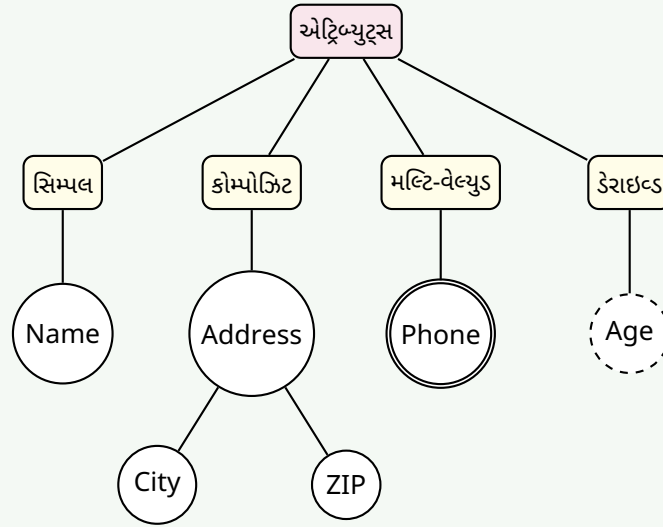 એટ્રિબ્યુટ્સ
સિમ્પલ
કોમ્પોઝિટ
મલ્ટિ-વેલ્યુડ
ડેરાઇવ્ડ
Name
Address
Phone
Age
City
ZIP